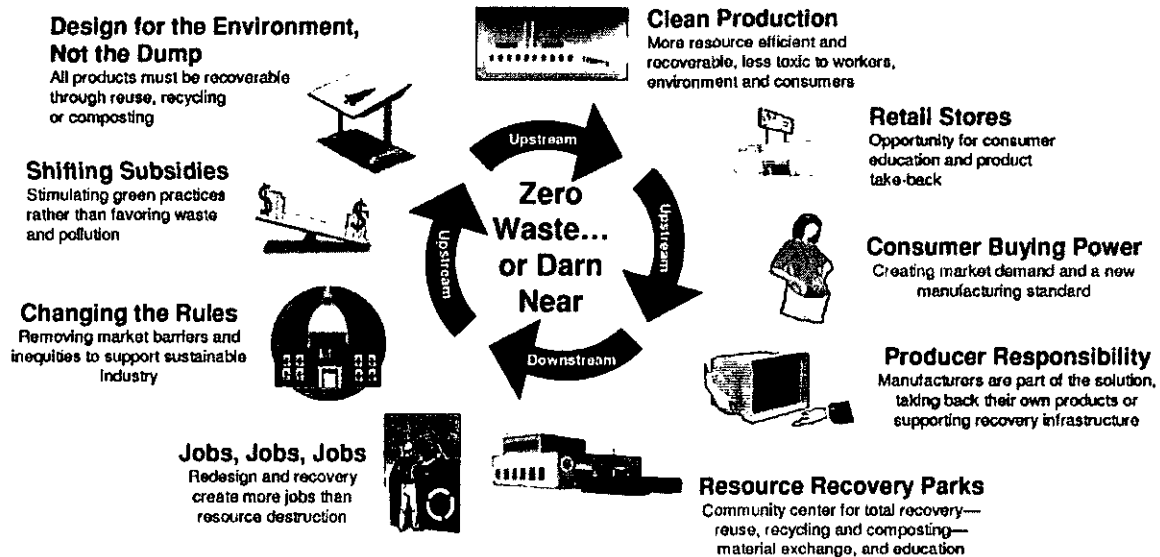 Design for the Environment,
Not the Dump
All products must be recoverable
through reuse, recycling
or composting
Clean Production
More resource efficient and
recoverable, less toxic to workers,
environment and consumers
Retail Stores
Opportunity for consumer
education and product
take-back
Consumer Buying Power
Creating market demand and a new
manufacturing standard
Producer Responsibility
Manufacturers are part of the solution,
taking back their own products or
supporting recovery infrastructure
Resource Recovery Parks
Community center for total recovery—
reuse, recycling and composting—
material exchange, and education
Jobs, Jobs, Jobs
Redesign and recovery
create more jobs than
resource destruction
Changing the Rules
Removing market barriers and
inequities to support sustainable
industry
Shifting Subsidies
Stimulating green practices
rather than favoring waste
and pollution
$
$
Upstream
Upstream
Downstream
Upstream
Zero
Waste...
or Darn
Near